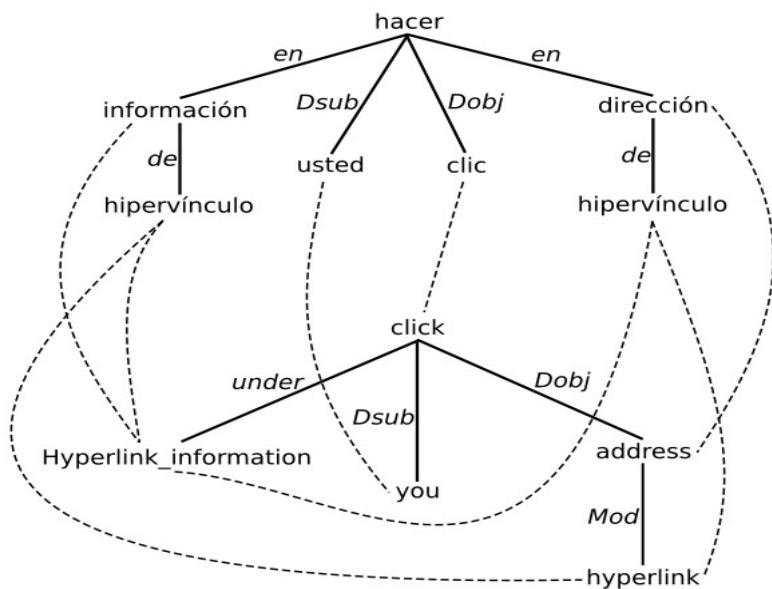 hacer
en en
Dsub Dobj
información dirección
de usted clic de
hipervínculo hipervínculo
click
under Dobj
Dsub
Hyperlink_information address
you
Mod
hyperlink